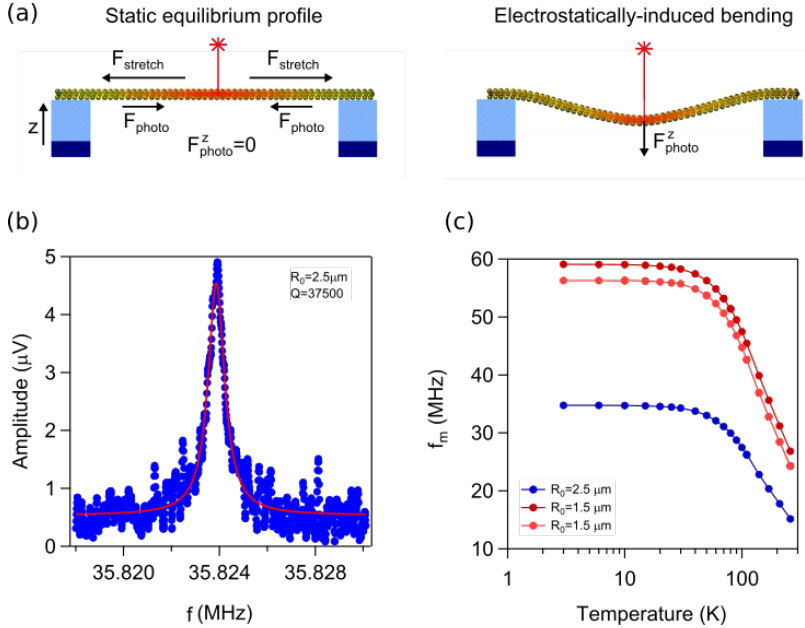 (a)
Static equilibrium profile
Electrostatically-induced bending
F_stretch
F_stretch
z
F_photo
F_photo
F^z_photo=0
F^z_photo
(b)
5
4
3
2
1
0
Amplitude (μV)
R₀=2.5μm
Q=37500
35.820
35.824
35.828
f (MHz)
(c)
60
50
40
30
20
10
f_m (MHz)
R₀=2.5 μm
R₀=1.5 μm
R₀=1.5 μm
1
10
100
Temperature (K)